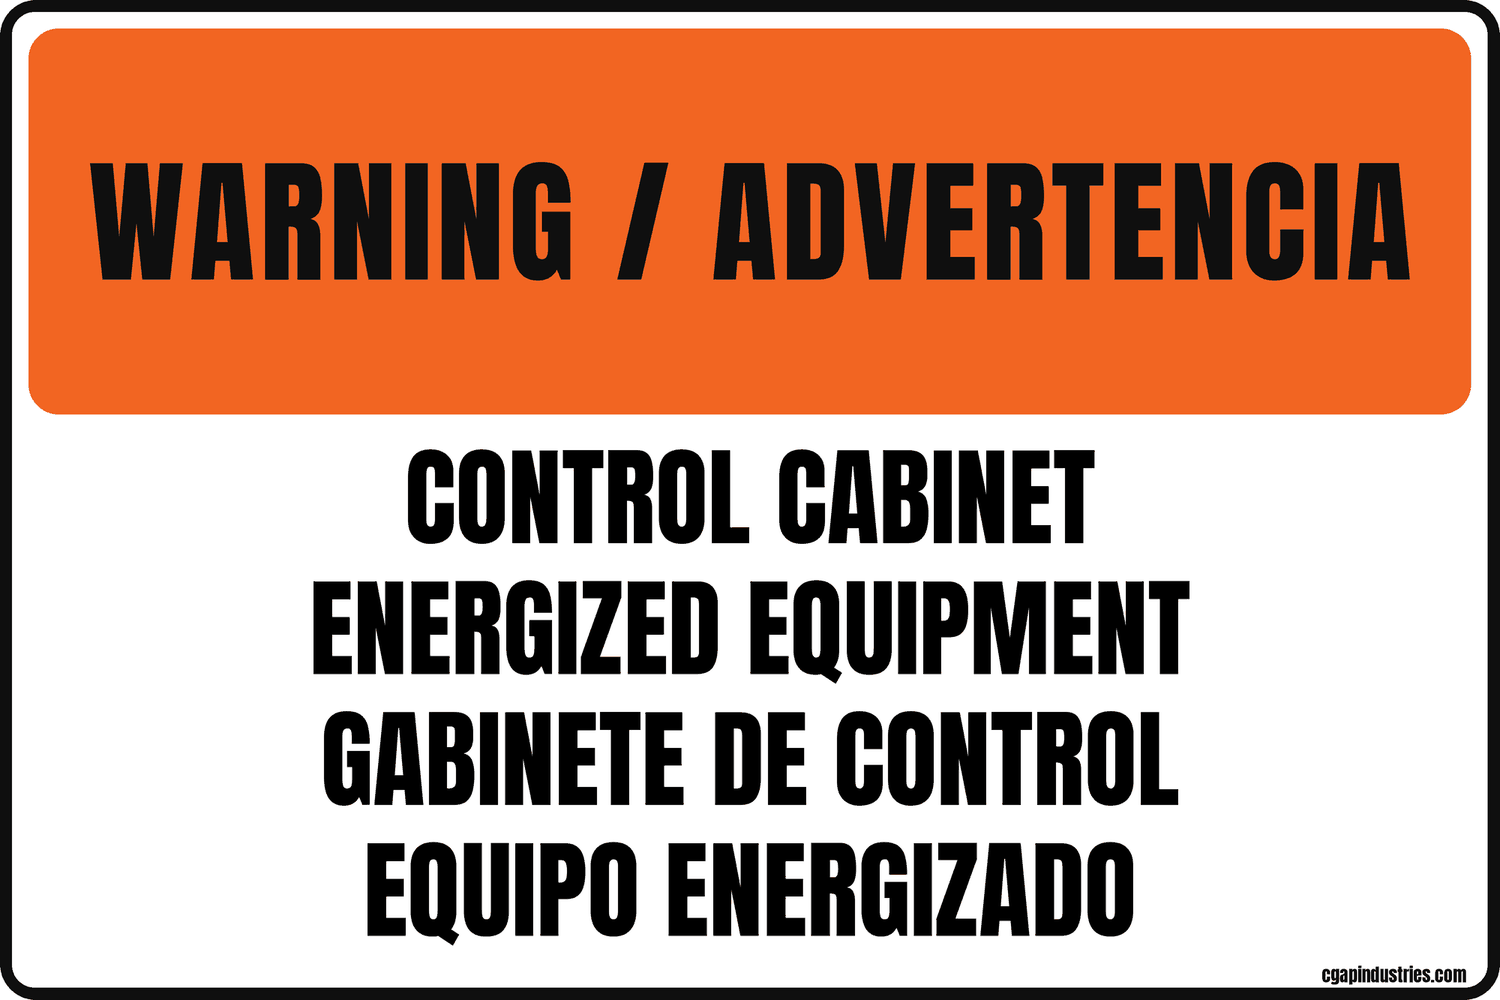 WARNING / ADVERTENCIA
CONTROL CABINET
ENERGIZED EQUIPMENT
GABINETE DE CONTROL
EQUIPO ENERGIZADO
cgapindustries.com